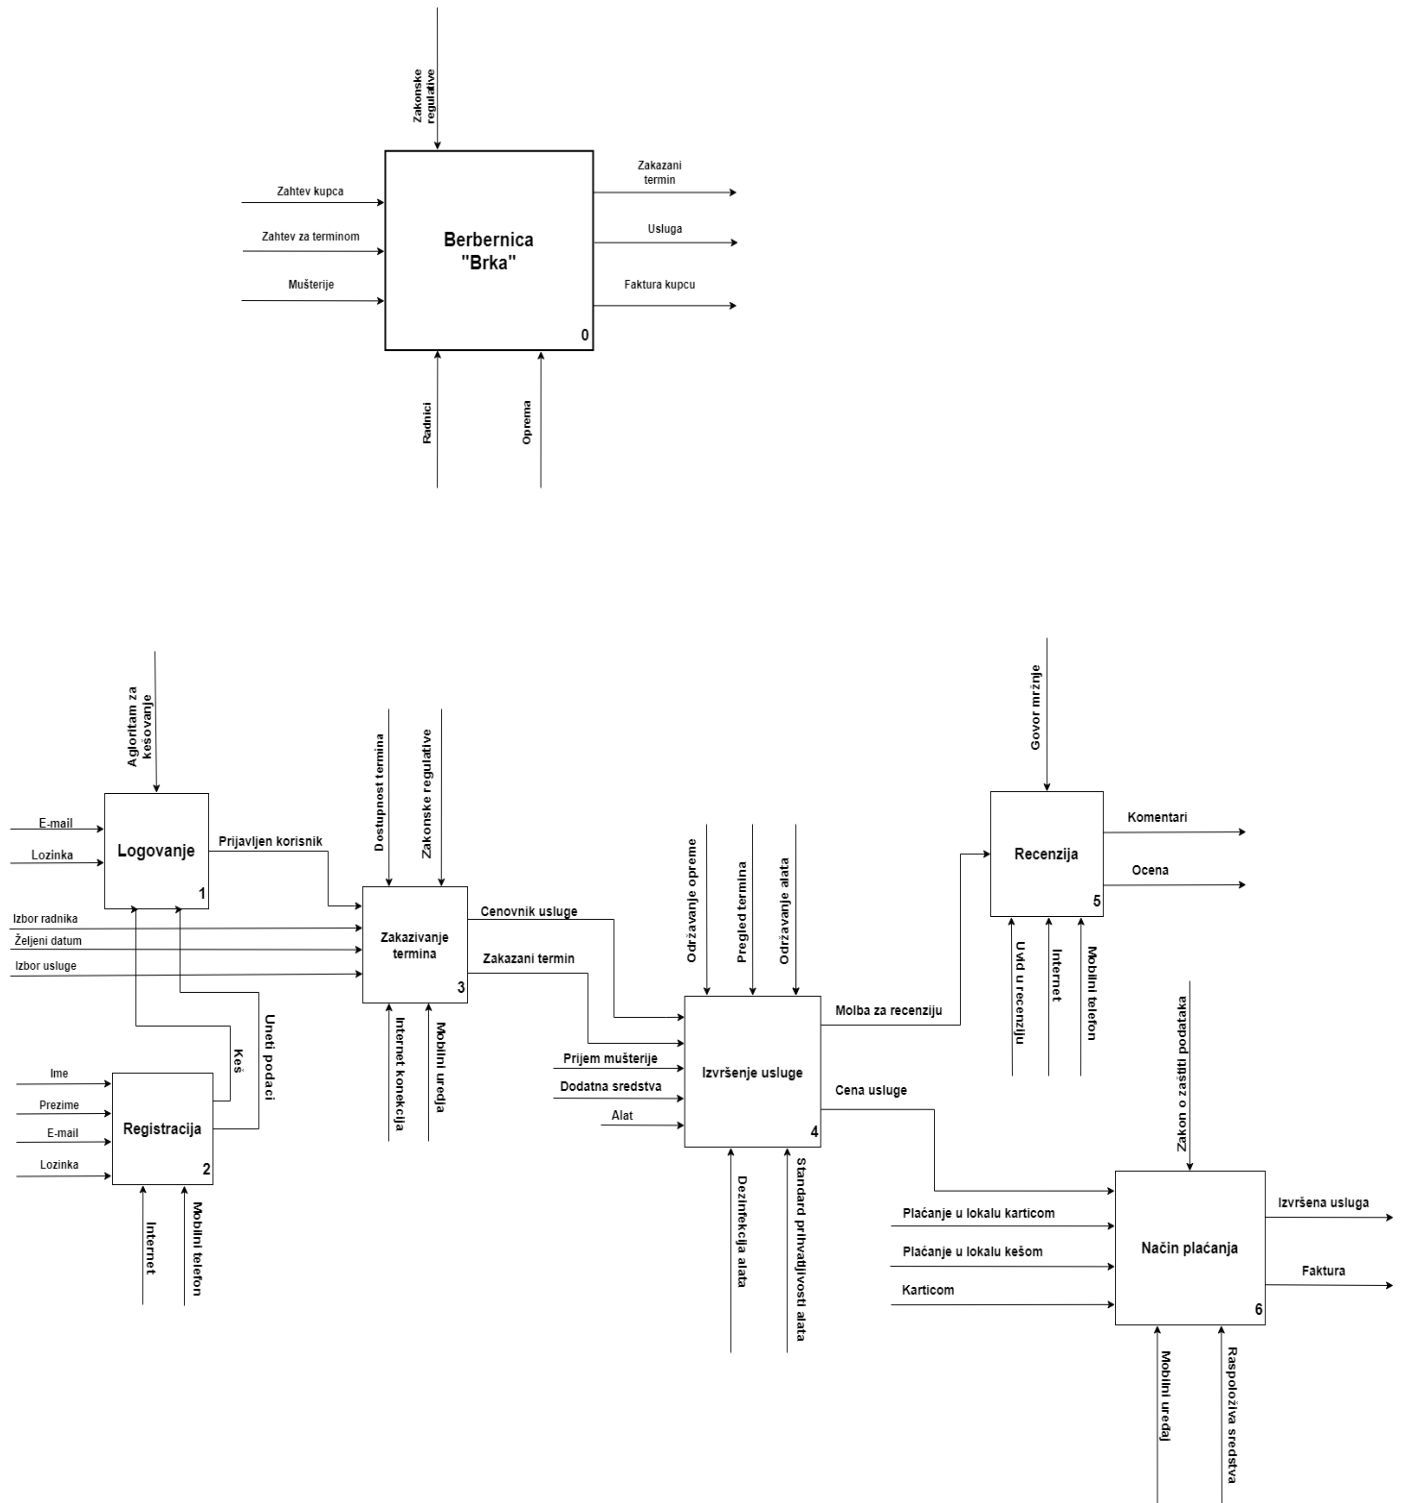 Zakonske
regulative
Zahtev kupca
Zahtev za terminom
Mušterije
Berbernica
"Brka"
0
Zakazani
termin
Usluga
Faktura kupcu
Radnici
Oprema
Agloritam za
kešovanje
E-mail
Lozinka
Logovanje
1
Prijavljen korisnik
Izbor radnika
Željeni datum
Izbor usluge
Keš
Uneti podaci
Ime
Prezime
E-mail
Lozinka
Registracija
2
Internet
Mobilni telefon
Dostupnost termina
Zakonske regulative
Zakazivanje
termina
3
Cenovnik usluge
Zakazani termin
Internet konekcija
Mobilni uredja
Održavanje opreme
Pregled termina
Održavanje alata
Prijem mušterije
Dodatna sredstva
Alat
Izvršenje usluge
4
Molba za recenziju
Cena usluge
Dezinfekcija alata
Standard prihvatljivosti alata
Govor mržnje
Recenzija
5
Komentari
Ocena
Uvid u recenziju
Internet
Mobilni telefon
Zakon o zaštiti podataka
Plaćanje u lokalu karticom
Plaćanje u lokalu kešom
Karticom
Način plaćanja
6
Izvršena usluga
Faktura
Mobilni uređaj
Raspoloživa sredstva